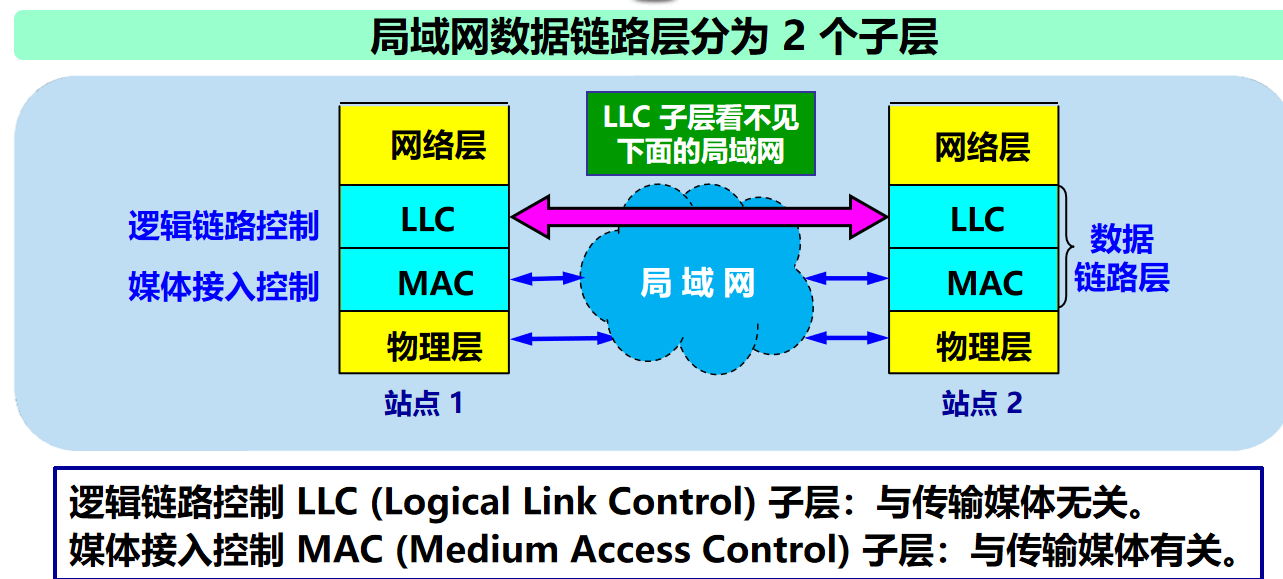 局域网数据链路层分为 2 个子层
LLC 子层看不见
下面的局域网
网络层
网络层
逻辑链路控制
LLC
LLC
媒体接入控制
MAC
局 域 网
MAC
数据
链路层
物理层
物理层
站点 1
站点 2
逻辑链路控制 LLC (Logical Link Control) 子层：与传输媒体无关。
媒体接入控制 MAC (Medium Access Control) 子层：与传输媒体有关。